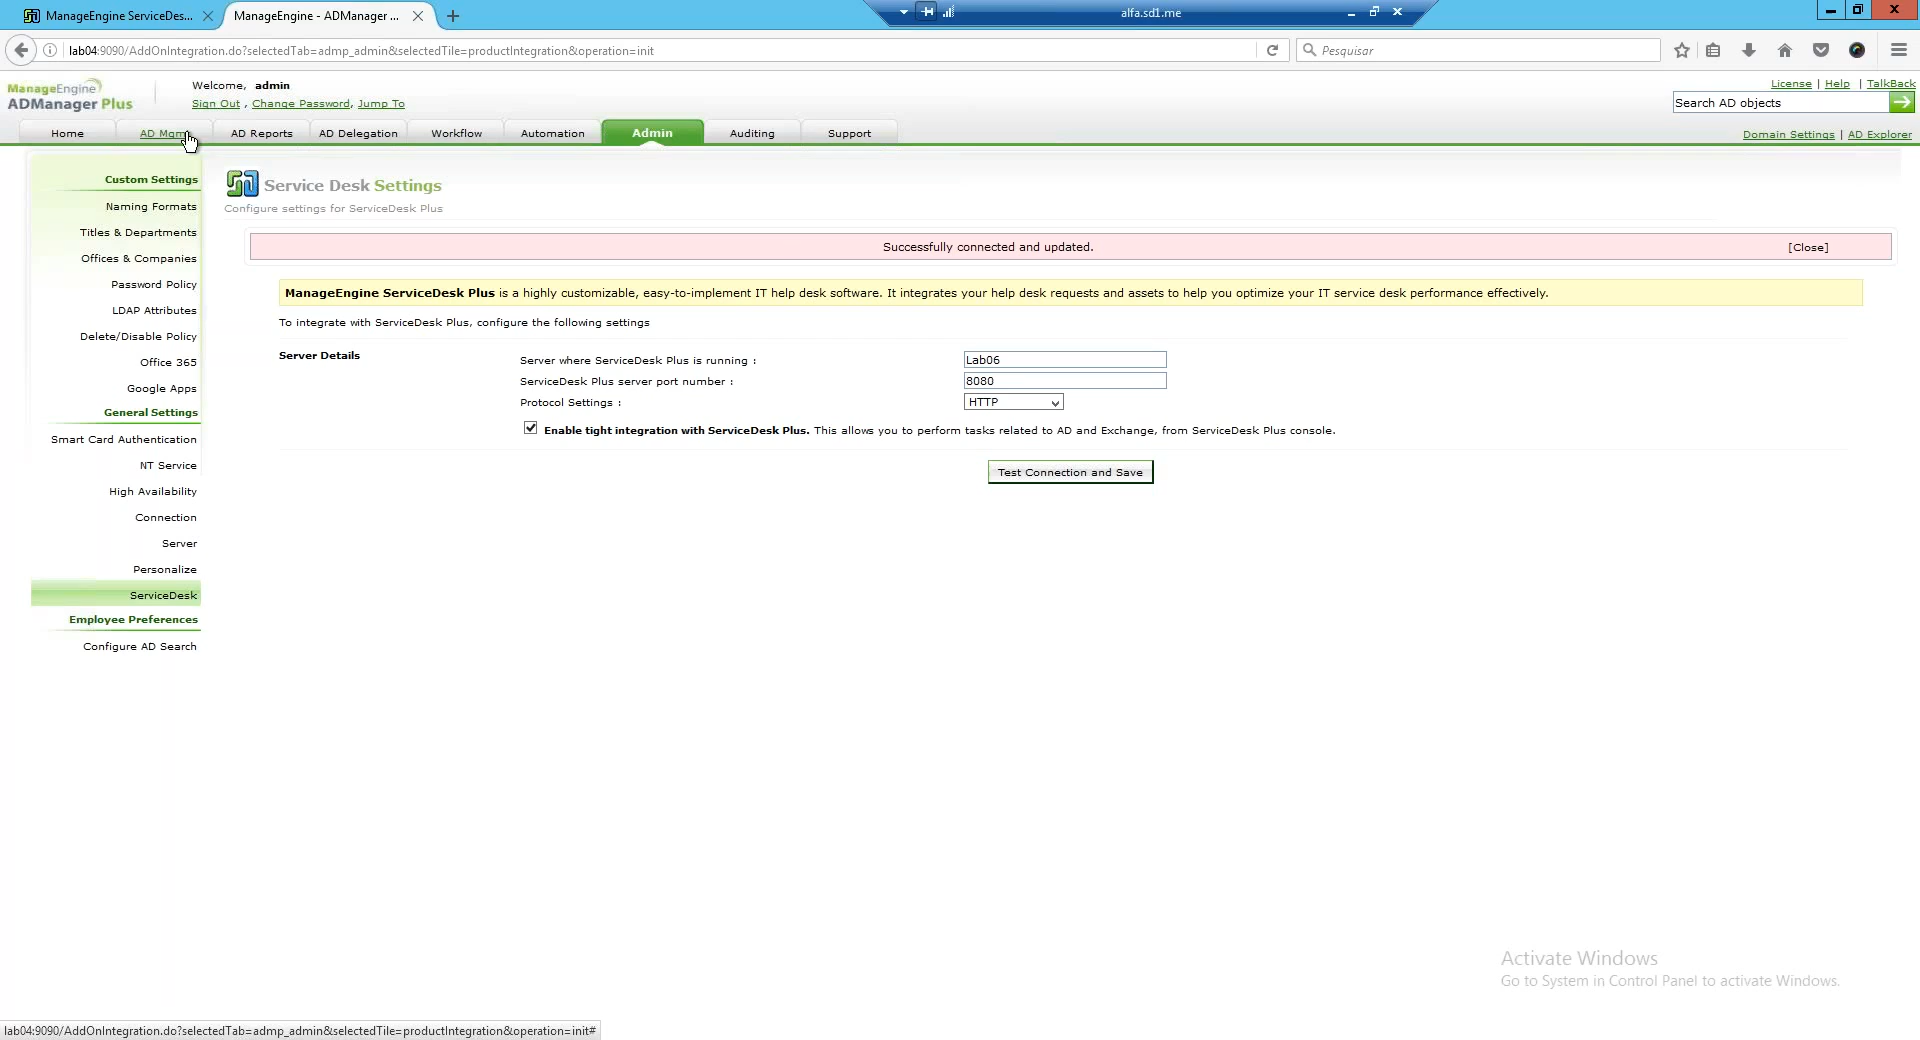 ManageEngine ServiceDes...
ManageEngine - ADManager ...
alfa.sd1.me
lab04:9090/AddOnIntegration.do?selectedTab=admp_admin&selectedTile=productIntegration&operation=init
Pesquisar
ManageEngine
ADManager Plus
Welcome, admin
Sign Out , Change Password, Jump To
License | Help | TalkBack
Search AD objects
Home
AD Mgmt
AD Reports
AD Delegation
Workflow
Automation
Admin
Auditing
Support
Domain Settings | AD Explorer
Custom Settings
Naming Formats
Titles & Departments
Offices & Companies
Password Policy
LDAP Attributes
Delete/Disable Policy
Office 365
Google Apps
General Settings
Smart Card Authentication
NT Service
High Availability
Connection
Server
Personalize
ServiceDesk
Employee Preferences
Configure AD Search
Service Desk Settings
Configure settings for ServiceDesk Plus
Successfully connected and updated. [Close]
ManageEngine ServiceDesk Plus is a highly customizable, easy-to-implement IT help desk software. It integrates your help desk requests and assets to help you optimize your IT service desk performance effectively.
To integrate with ServiceDesk Plus, configure the following settings
Server Details
Server where ServiceDesk Plus is running : Lab06
ServiceDesk Plus server port number : 8080
Protocol Settings : HTTP
Enable tight integration with ServiceDesk Plus. This allows you to perform tasks related to AD and Exchange, from ServiceDesk Plus console.
Test Connection and Save
Activate Windows
Go to System in Control Panel to activate Windows.
lab04:9090/AddOnIntegration.do?selectedTab=admp_admin&selectedTile=productIntegration&operation=init#